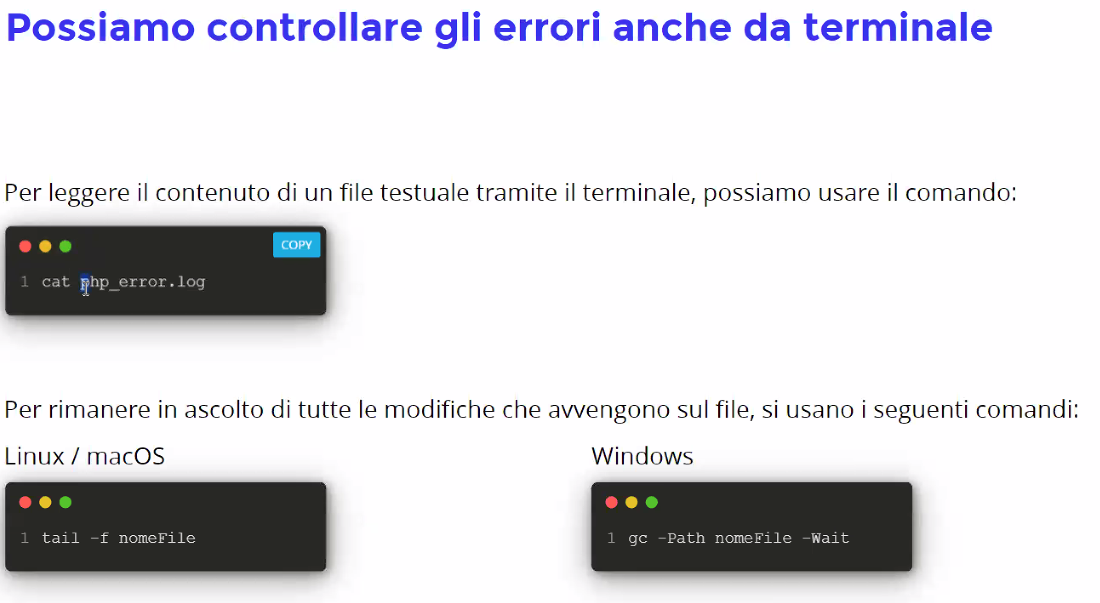 Possiamo controllare gli errori anche da terminale
Per leggere il contenuto di un file testuale tramite il terminale, possiamo usare il comando:
COPY
1 cat php_error.log
Per rimanere in ascolto di tutte le modifiche che avvengono sul file, si usano i seguenti comandi:
Linux / macOS
1 tail -f nomeFile
Windows
1 gc -Path nomeFile -Wait